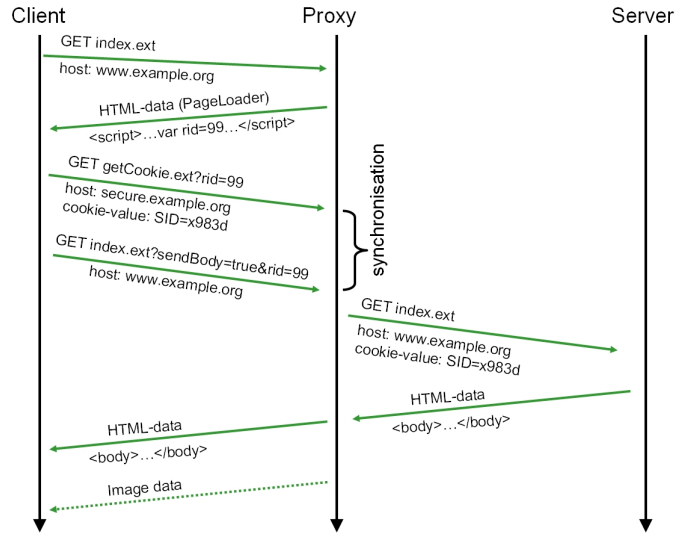 Client
Proxy
Server
GET index.ext
host: www.example.org
HTML-data (PageLoader)
<script>…var rid=99…</script>
GET getCookie.ext?rid=99
host: secure.example.org
cookie-value: SID=x983d
synchronisation
GET index.ext?sendBody=true&rid=99
host: www.example.org
GET index.ext
host: www.example.org
cookie-value: SID=x983d
HTML-data
<body>…</body>
HTML-data
<body>…</body>
Image data